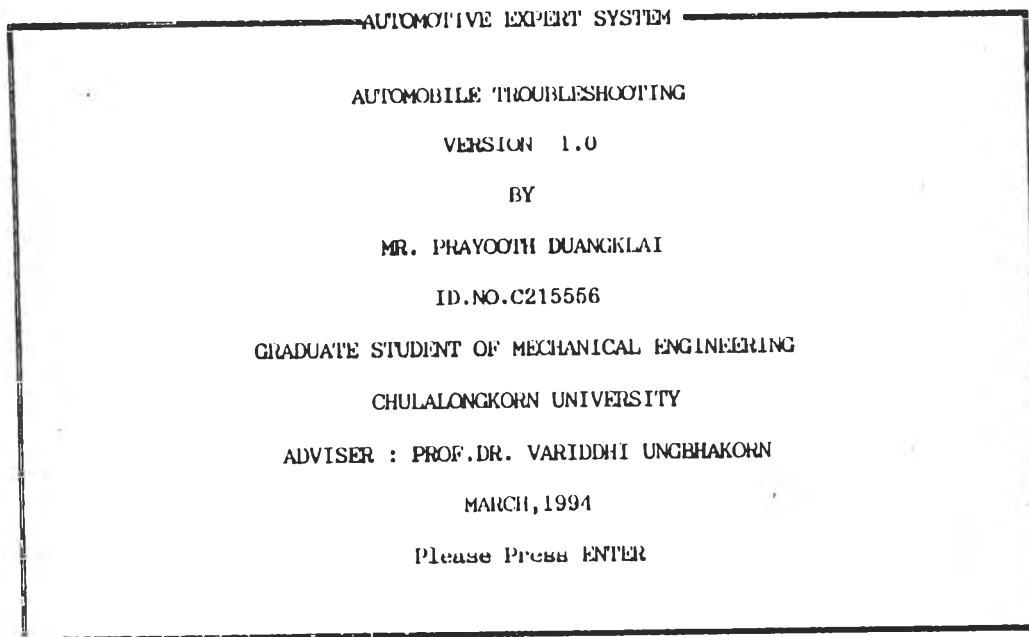 AUTOMOTIVE EXPERT SYSTEM
AUTOMOBILE TROUBLESHOOTING
VERSION 1.0
BY
MR. PRAYOOTH DUANGKLAI
ID.NO.C215556
GRADUATE STUDENT OF MECHANICAL ENGINEERING
CHULALONGKORN UNIVERSITY
ADVISER : PROF.DR. VARIDDHI UNGBHAKORN
MARCH,1994
Please Press ENTER